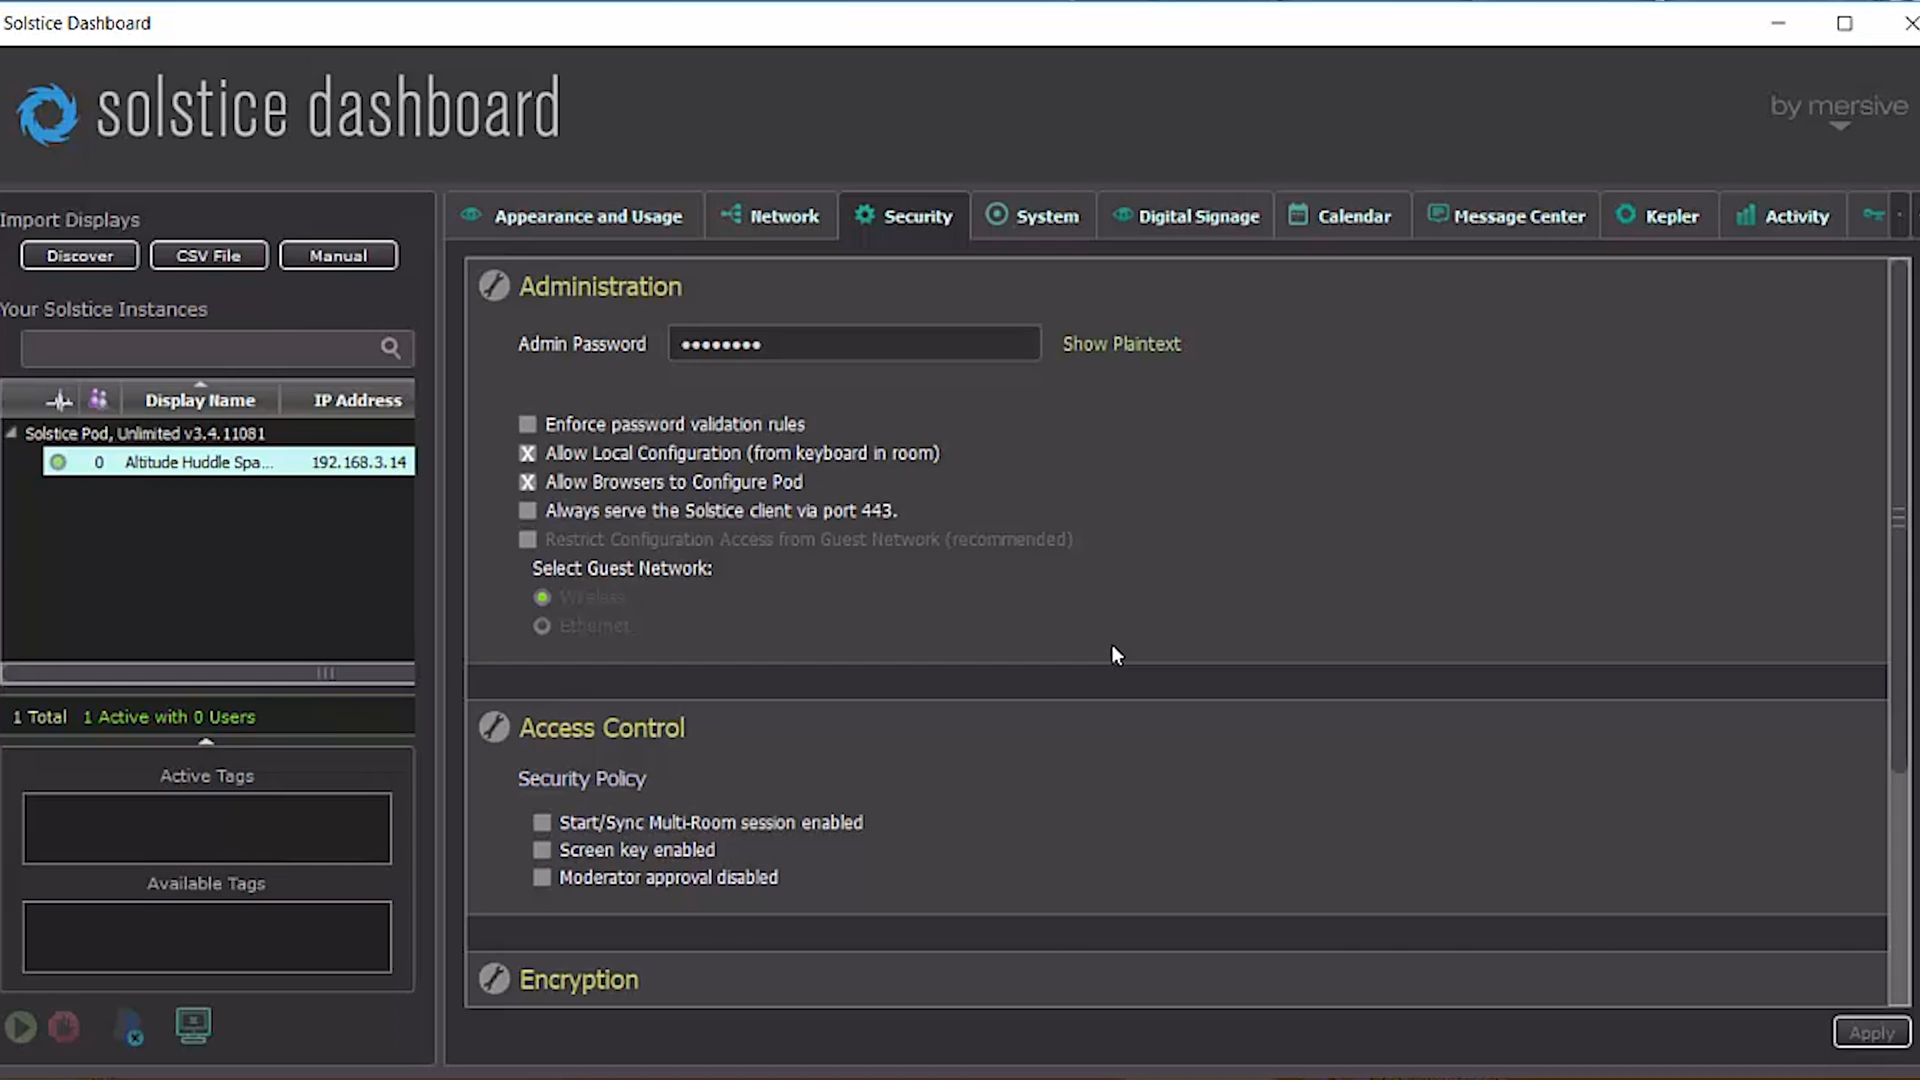 Solstice Dashboard
solstice dashboard
by mersive
Import Displays
Discover
CSV File
Manual
Your Solstice Instances
Display Name
IP Address
Solstice Pod, Unlimited v3.4.11081
0
Altitude Huddle Spa...
192.168.3.14
1 Total
1 Active with 0 Users
Active Tags
Available Tags
Appearance and Usage
Network
Security
System
Digital Signage
Calendar
Message Center
Kepler
Activity
Administration
Admin Password
••••••••
Show Plaintext
Enforce password validation rules
X Allow Local Configuration (from keyboard in room)
X Allow Browsers to Configure Pod
Always serve the Solstice client via port 443.
Restrict Configuration Access from Guest Network (recommended)
Select Guest Network:
Wireless
Ethernet
Access Control
Security Policy
Start/Sync Multi-Room session enabled
Screen key enabled
Moderator approval disabled
Encryption
Apply